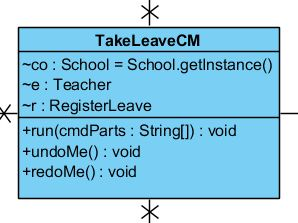 TakeLeaveCM
~co : School = School.getInstance()
~e : Teacher
~r : RegisterLeave
+run(cmdParts : String[]) : void
+undoMe() : void
+redoMe() : void